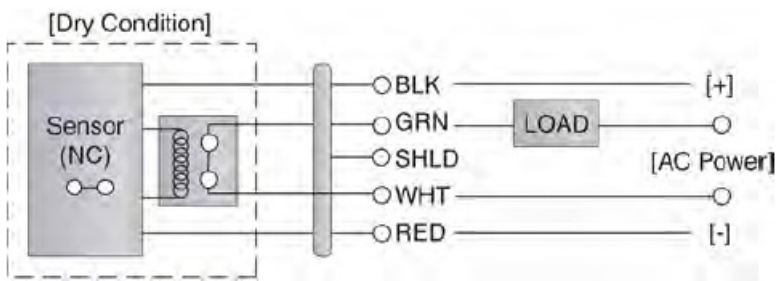 [Dry Condition]
BLK
[+]
Sensor
(NC)
GRN
LOAD
SHLD
[AC Power]
WHT
RED
[-]